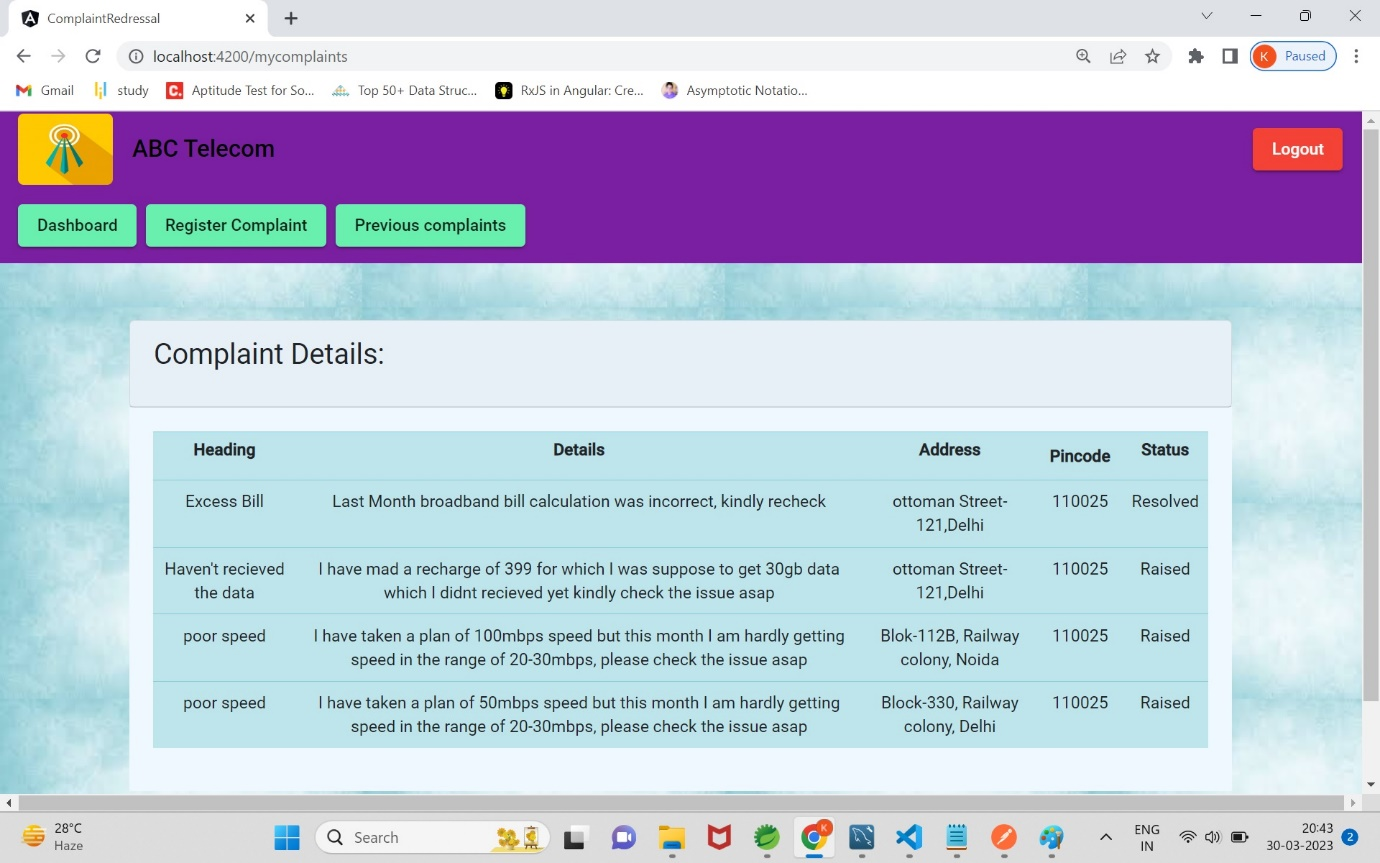 ComplaintRedressal
localhost:4200/mycomplaints
K Paused
Gmail
study
C. Aptitude Test for So...
Top 50+ Data Struc...
RxJS in Angular: Cre...
Asymptotic Notatio...
ABC Telecom
Logout
Dashboard
Register Complaint
Previous complaints
Complaint Details:
Heading Details Address Pincode Status
Excess Bill Last Month broadband bill calculation was incorrect, kindly recheck ottoman Street- 110025 Resolved
121,Delhi
Haven't recieved I have mad a recharge of 399 for which I was suppose to get 30gb data ottoman Street- 110025 Raised
the data which I didnt recieved yet kindly check the issue asap 121,Delhi
poor speed I have taken a plan of 100mbps speed but this month I am hardly getting Blok-112B, Railway 110025 Raised
speed in the range of 20-30mbps, please check the issue asap colony, Noida
poor speed I have taken a plan of 50mbps speed but this month I am hardly getting Block-330, Railway 110025 Raised
speed in the range of 20-30mbps, please check the issue asap colony, Delhi
28°C
Haze
Search
K
ENG
IN
20:43
30-03-2023
2